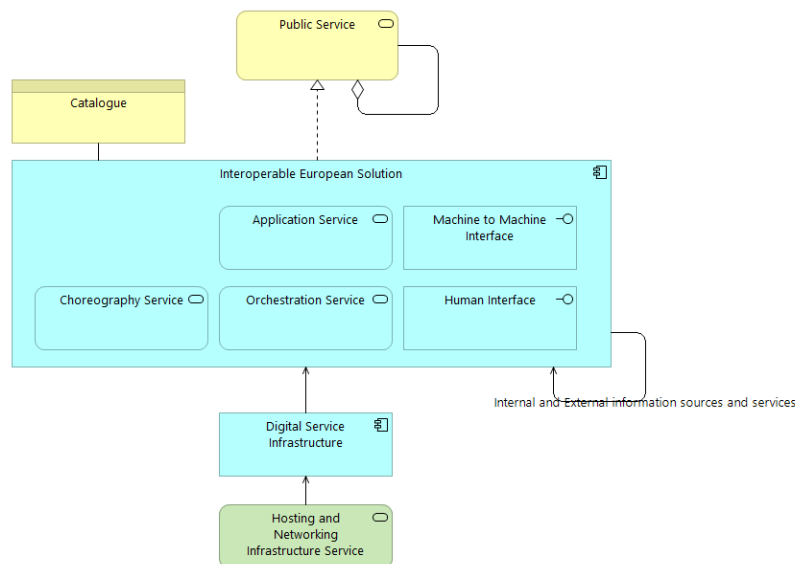 Public Service
Catalogue
Interoperable European Solution
Application Service
Machine to Machine
Interface
Choreography Service
Orchestration Service
Human Interface
Internal and External information sources and services
Digital Service
Infrastructure
Hosting and
Networking
Infrastructure Service